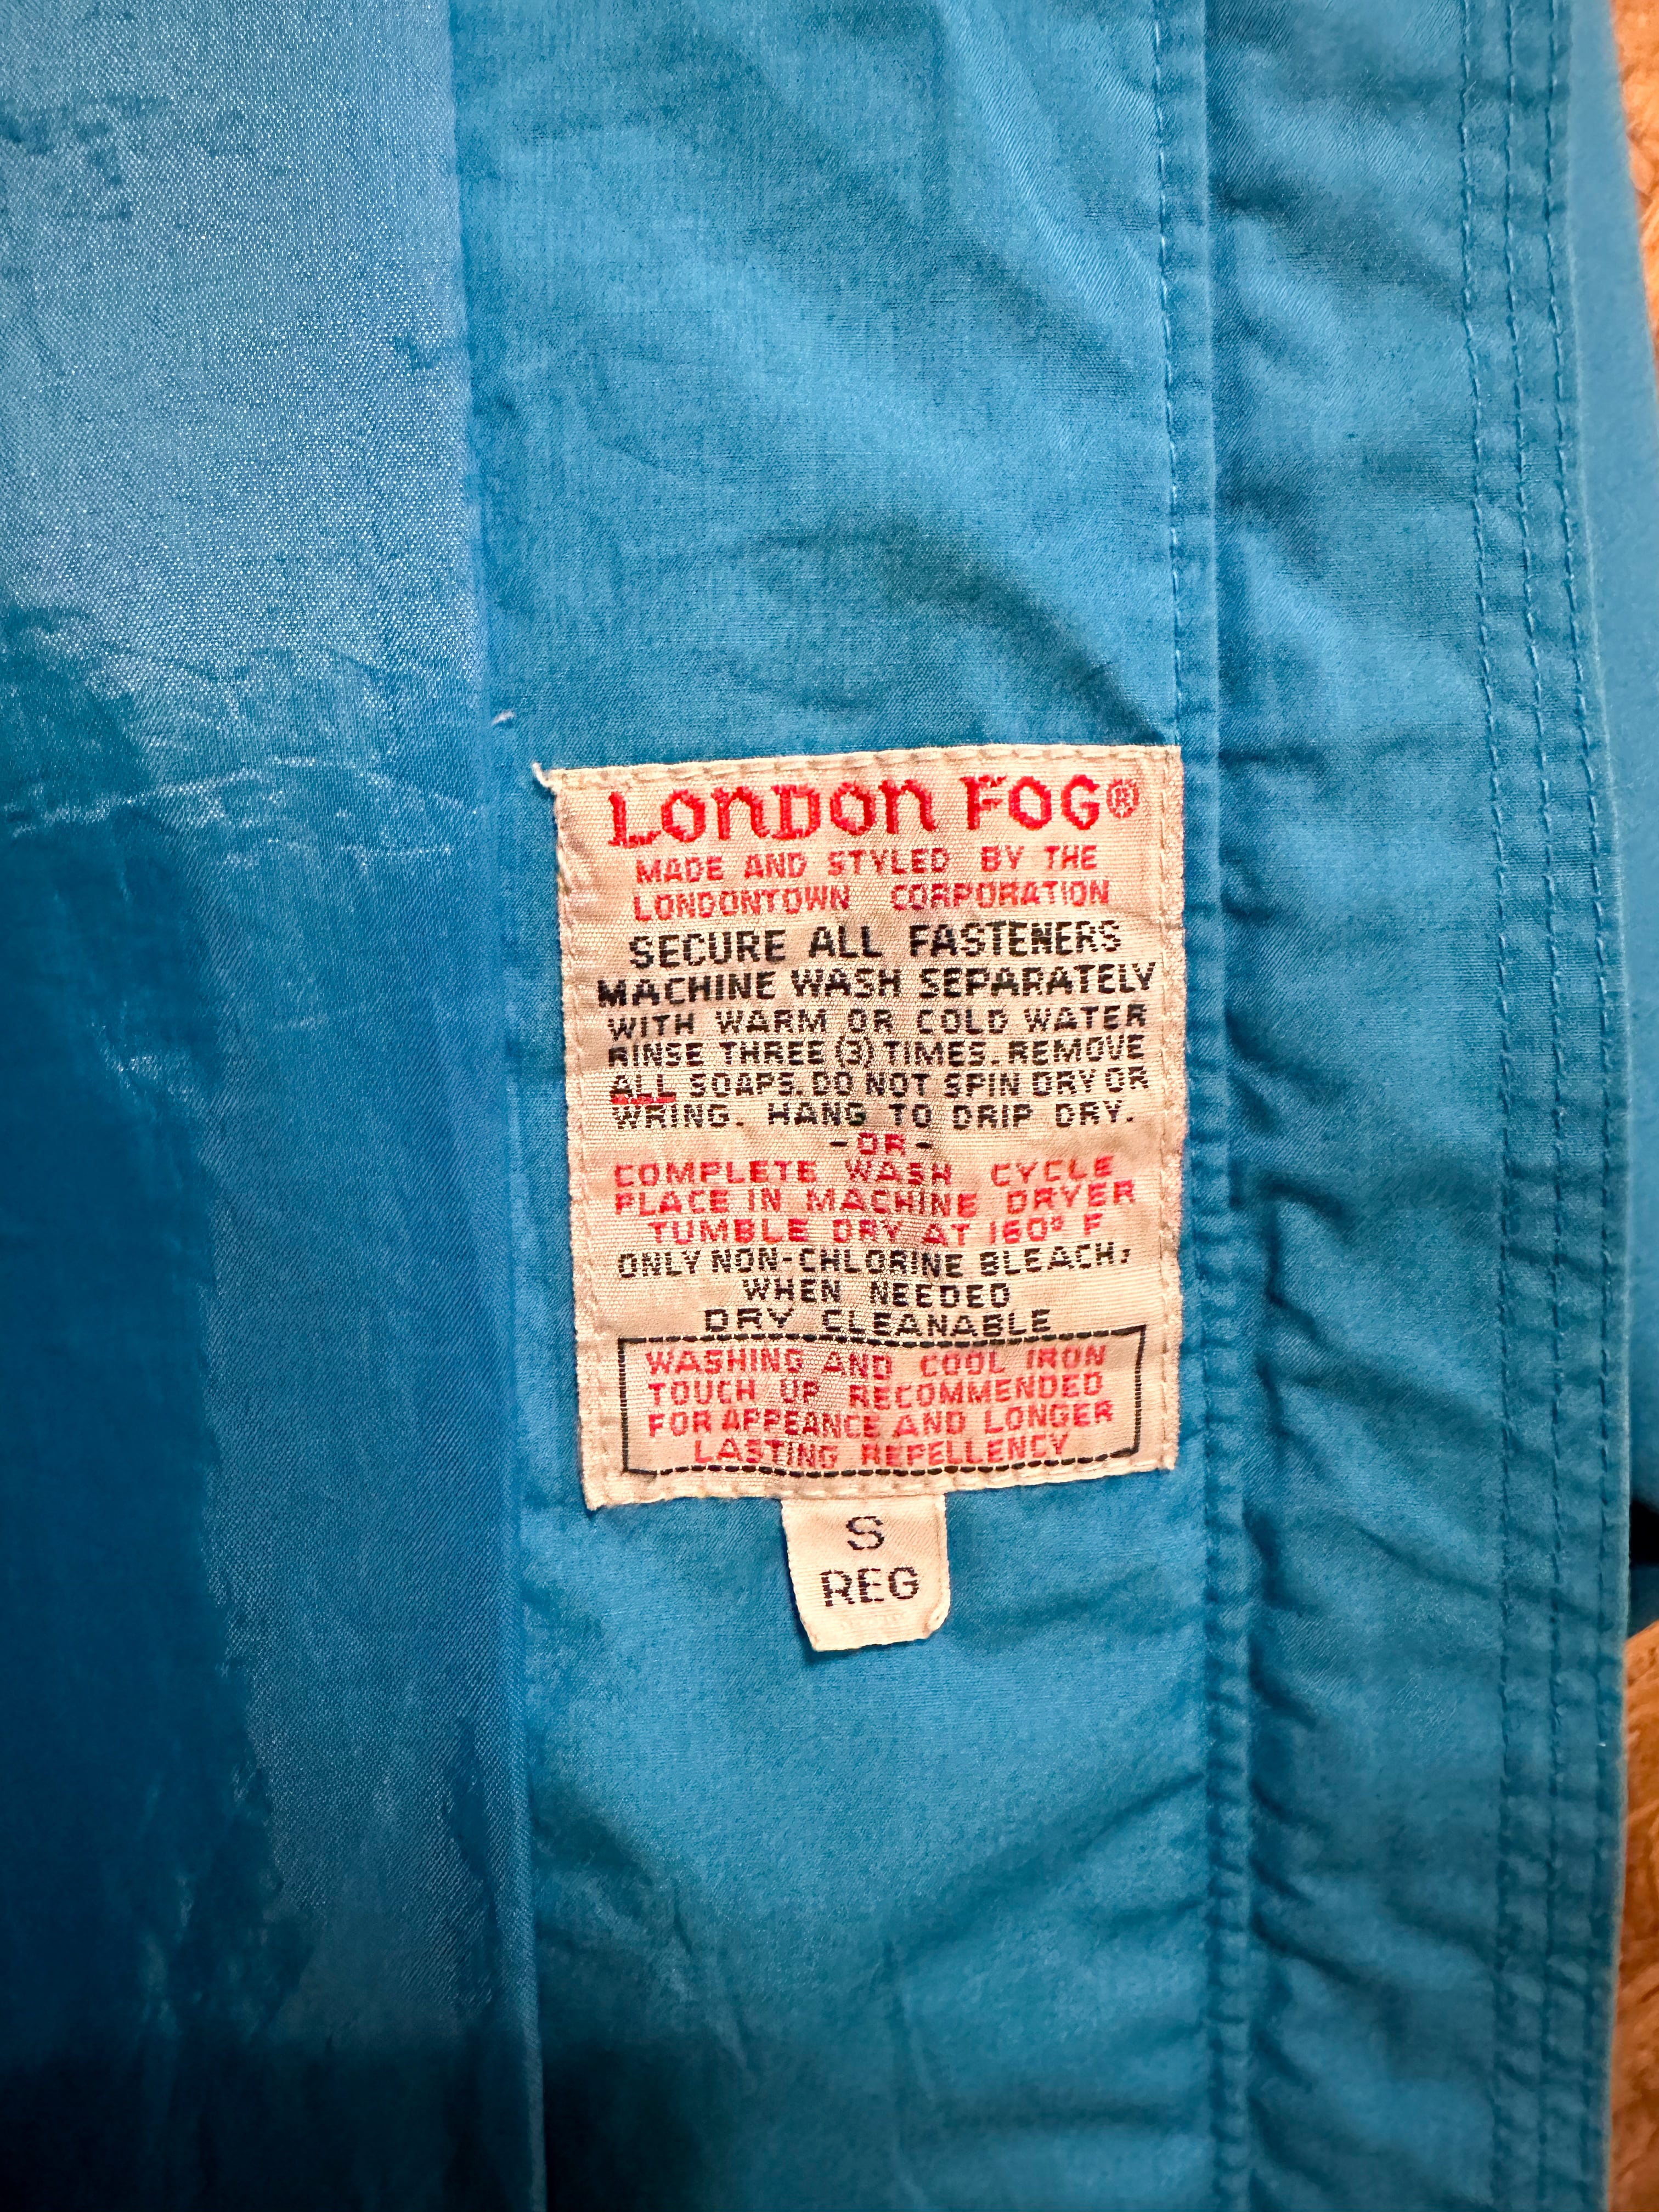 LONDON FOG®
MADE AND STYLED BY THE
LONDONTOWN CORPORATION
SECURE ALL FASTENERS
MACHINE WASH SEPARATELY
WITH WARM OR COLD WATER
RINSE THREE (3) TIMES. REMOVE
ALL SOAPS. DO NOT SPIN DRY OR
WRING. HANG TO DRIP DRY.
-OR-
COMPLETE WASH CYCLE
PLACE IN MACHINE DRYER
TUMBLE DRY AT 160° F
ONLY NON-CHLORINE BLEACH,
WHEN NEEDED
DRY CLEANABLE
WASHING AND COOL IRON
TOUCH UP RECOMMENDED
FOR APPEANCE AND LONGER
LASTING REPELLENCY
S
REG